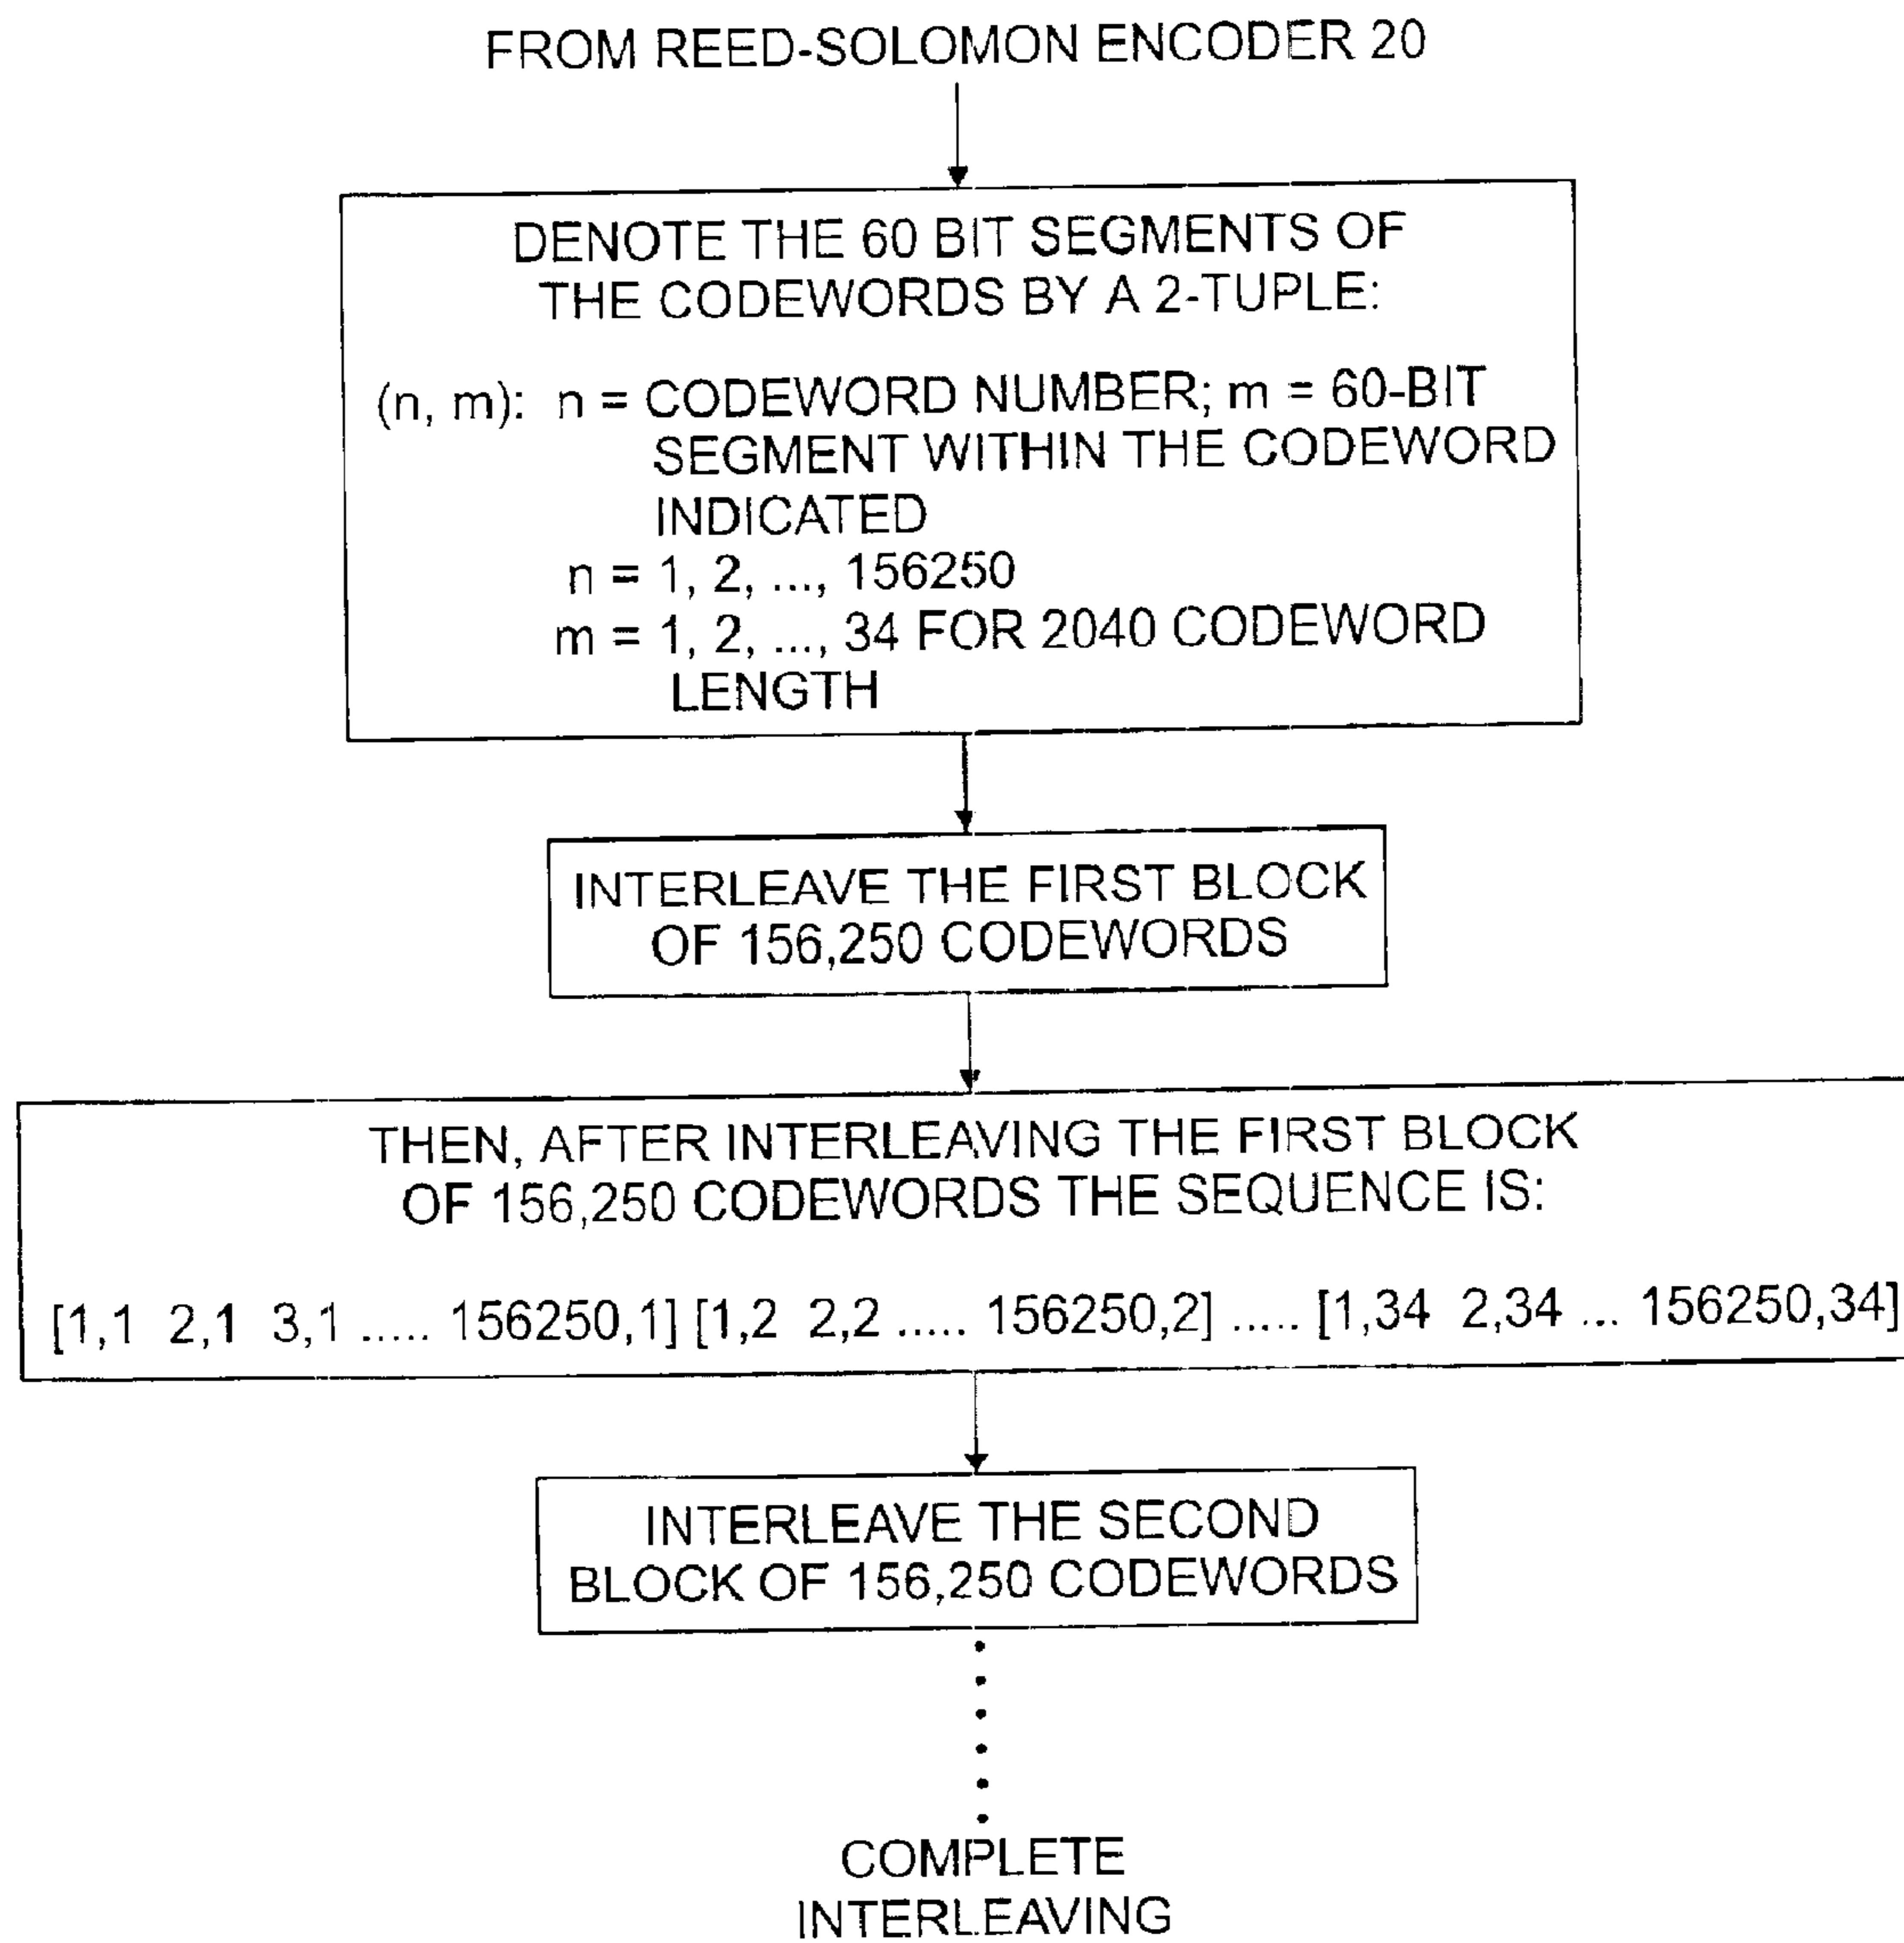 FROM REED-SOLOMON ENCODER 20
DENOTE THE 60 BIT SEGMENTS OF
THE CODEWORDS BY A 2-TUPLE:
(n, m): n = CODEWORD NUMBER; m = 60-BIT
SEGMENT WITHIN THE CODEWORD
INDICATED
n = 1, 2, ..., 156250
m = 1, 2, ..., 34 FOR 2040 CODEWORD
LENGTH
INTERLEAVE THE FIRST BLOCK
OF 156,250 CODEWORDS
THEN, AFTER INTERLEAVING THE FIRST BLOCK
OF 156,250 CODEWORDS THE SEQUENCE IS:
[1,1 2,1 3,1 ..... 156250,1] [1,2 2,2 ..... 156250,2] ..... [1,34 2,34 ... 156250,34]
INTERLEAVE THE SECOND
BLOCK OF 156,250 CODEWORDS
COMPLETE
INTERLEAVING